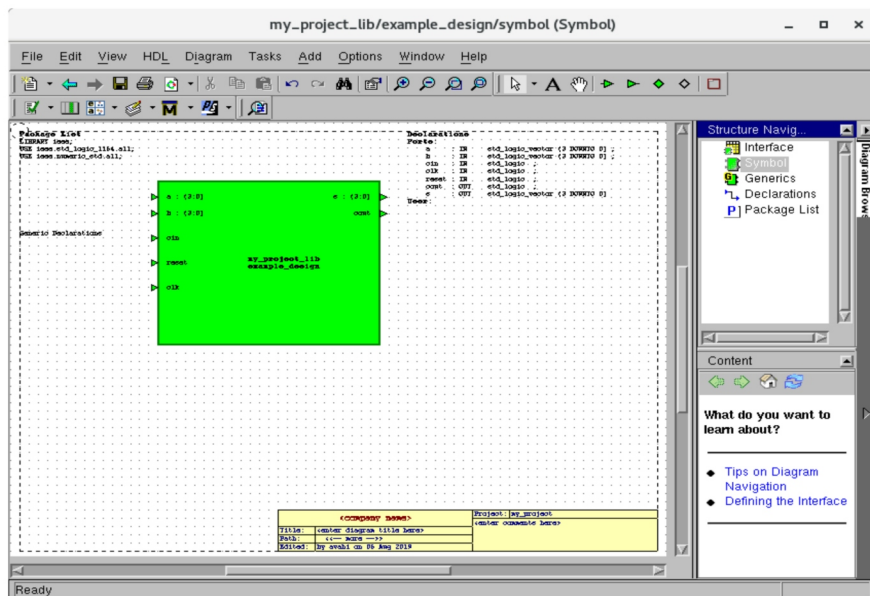 my_project_lib/example_design/symbol (Symbol)
File Edit View HDL Diagram Tasks Add Options Window Help
Package List
LIBRARY ieee;
USE ieee.std_logic_1164.all;
USE ieee.numeric_std.all;
Declarations
Ports:
a : IN std_logic_vector (3 DOWNTO 0) ;
b : IN std_logic_vector (3 DOWNTO 0) ;
cin : IN std_logic ;
clk : IN std_logic ;
reset : IN std_logic ;
cout : OUT std_logic ;
s : OUT std_logic_vector (3 DOWNTO 0)
User:
a : (3:0)
s : (3:0)
b : (3:0)
cout
Generic Declarations
cin
reset
my_project_lib
example_design
clk
<company name>
Project: my_project
<enter comments here>
Title: <enter diagram title here>
Path: <<-- more -->>
Edited: by avahi on 06 Aug 2019
Structure Navig...
Interface
Symbol
Generics
Declarations
Package List
Diagram Brows
Content
What do you want to
learn about?
Tips on Diagram
Navigation
Defining the Interface
Ready